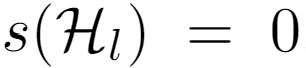 s(ℋ_l) = 0